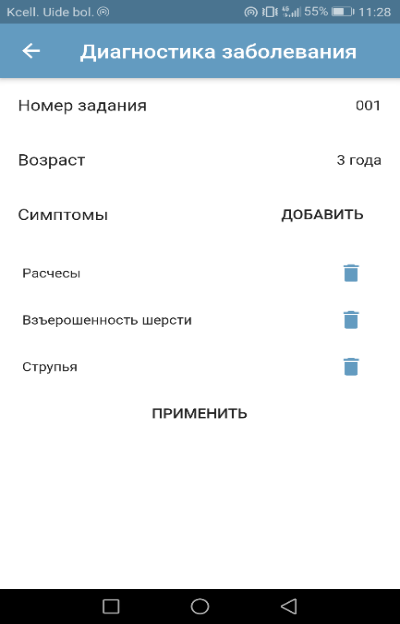 Kcell. Uide bol. 55% 11:28
Диагностика заболевания
Номер задания 001
Возраст 3 года
Симптомы ДОБАВИТЬ
Расчесы
Взъерошенность шерсти
Струпья
ПРИМЕНИТЬ